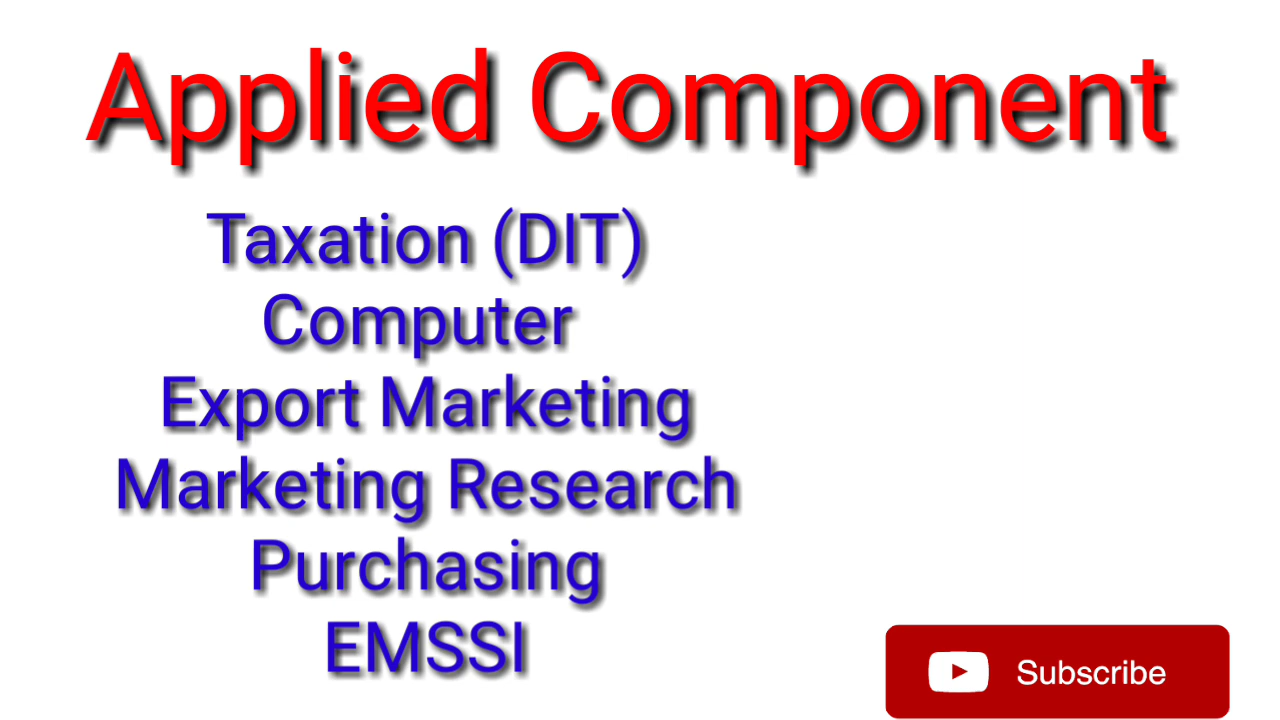 Applied Component
Taxation (DIT)
Computer
Export Marketing
Marketing Research
Purchasing
EMSSI
Subscribe